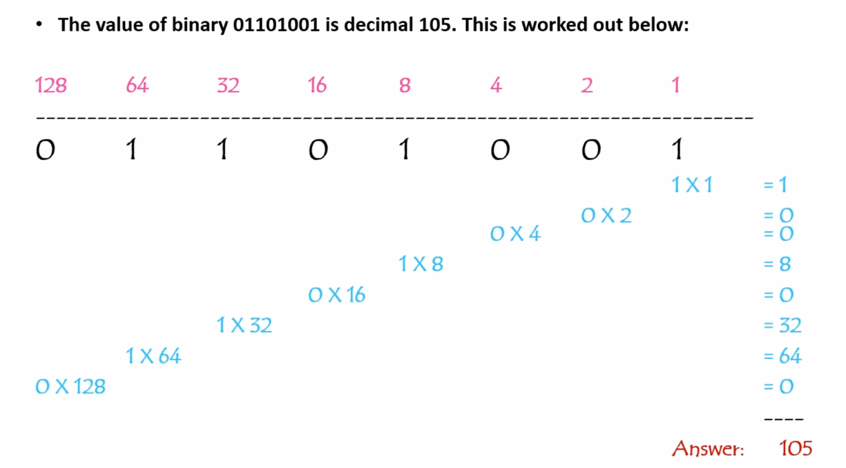 • The value of binary 01101001 is decimal 105. This is worked out below:
128 64 32 16 8 4 2 1
--------------------------------------------------------------------------
0 1 1 0 1 0 0 1
1 X 1 = 1
0 X 2 = 0
0 X 4 = 0
1 X 8 = 8
0 X 16 = 0
1 X 32 = 32
1 X 64 = 64
0 X 128 = 0
----
Answer: 105